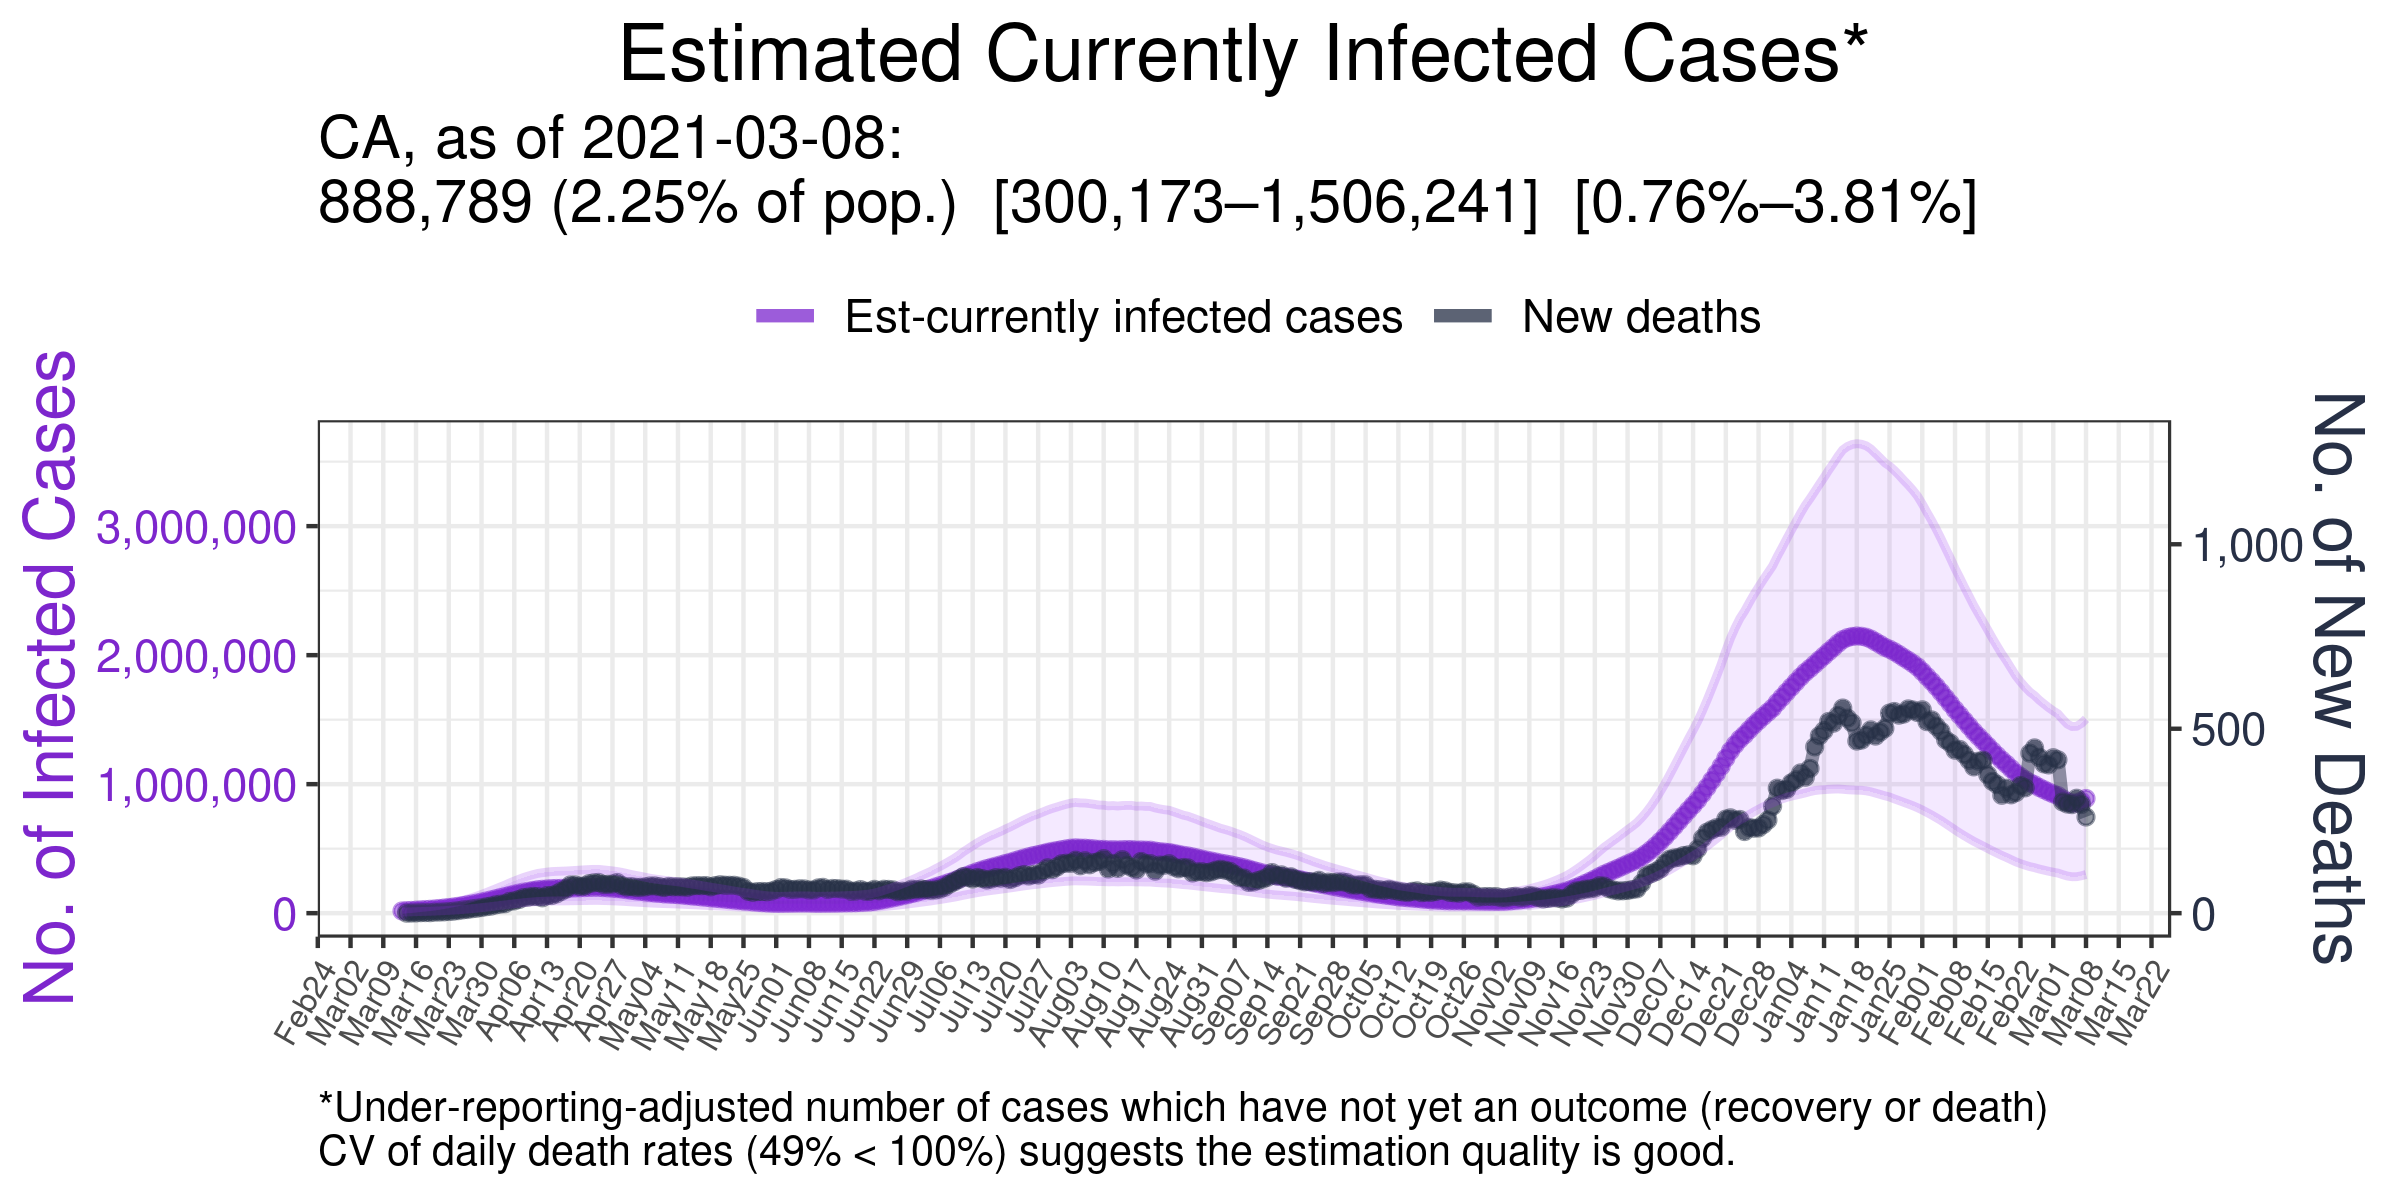 Estimated Currently Infected Cases*
CA, as of 2021-03-08:
888,789 (2.25% of pop.) [300,173–1,506,241] [0.76%–3.81%]
Est-currently infected cases
New deaths
No. of Infected Cases
3,000,000
2,000,000
1,000,000
0
1,000
500
0
No. of New Deaths
Feb24
Mar02
Mar09
Mar16
Mar23
Mar30
Apr06
Apr13
Apr20
Apr27
May04
May11
May18
May25
Jun01
Jun08
Jun15
Jun22
Jun29
Jul06
Jul13
Jul20
Jul27
Aug03
Aug10
Aug17
Aug24
Aug31
Sep07
Sep14
Sep21
Sep28
Oct05
Oct12
Oct19
Oct26
Nov02
Nov09
Nov16
Nov23
Nov30
Dec07
Dec14
Dec21
Dec28
Jan04
Jan11
Jan18
Jan25
Feb01
Feb08
Feb15
Feb22
Mar01
Mar08
Mar15
Mar22
*Under-reporting-adjusted number of cases which have not yet an outcome (recovery or death)
CV of daily death rates (49% < 100%) suggests the estimation quality is good.